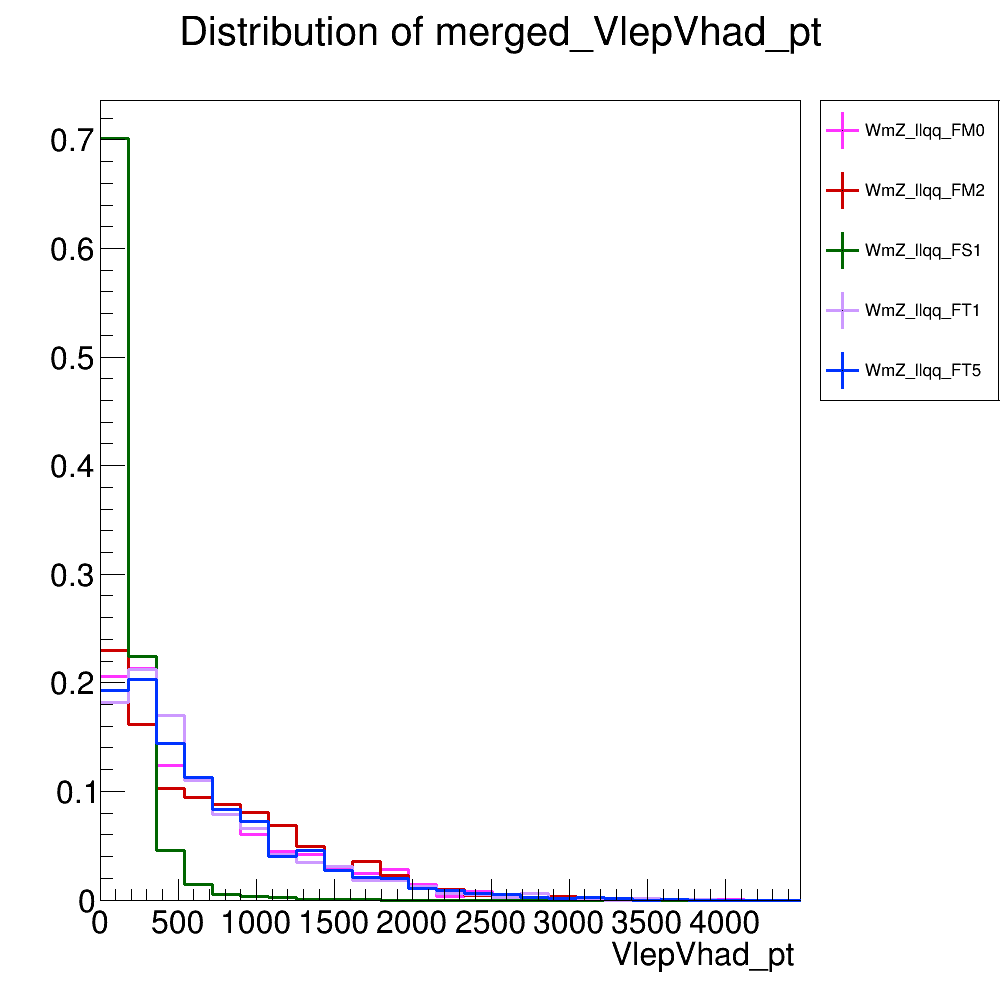 Distribution of merged_VlepVhad_pt
WmZ_llqq_FM0
WmZ_llqq_FM2
WmZ_llqq_FS1
WmZ_llqq_FT1
WmZ_llqq_FT5
0.7
0.6
0.5
0.4
0.3
0.2
0.1
0
0 500 1000 1500 2000 2500 3000 3500 4000
VlepVhad_pt